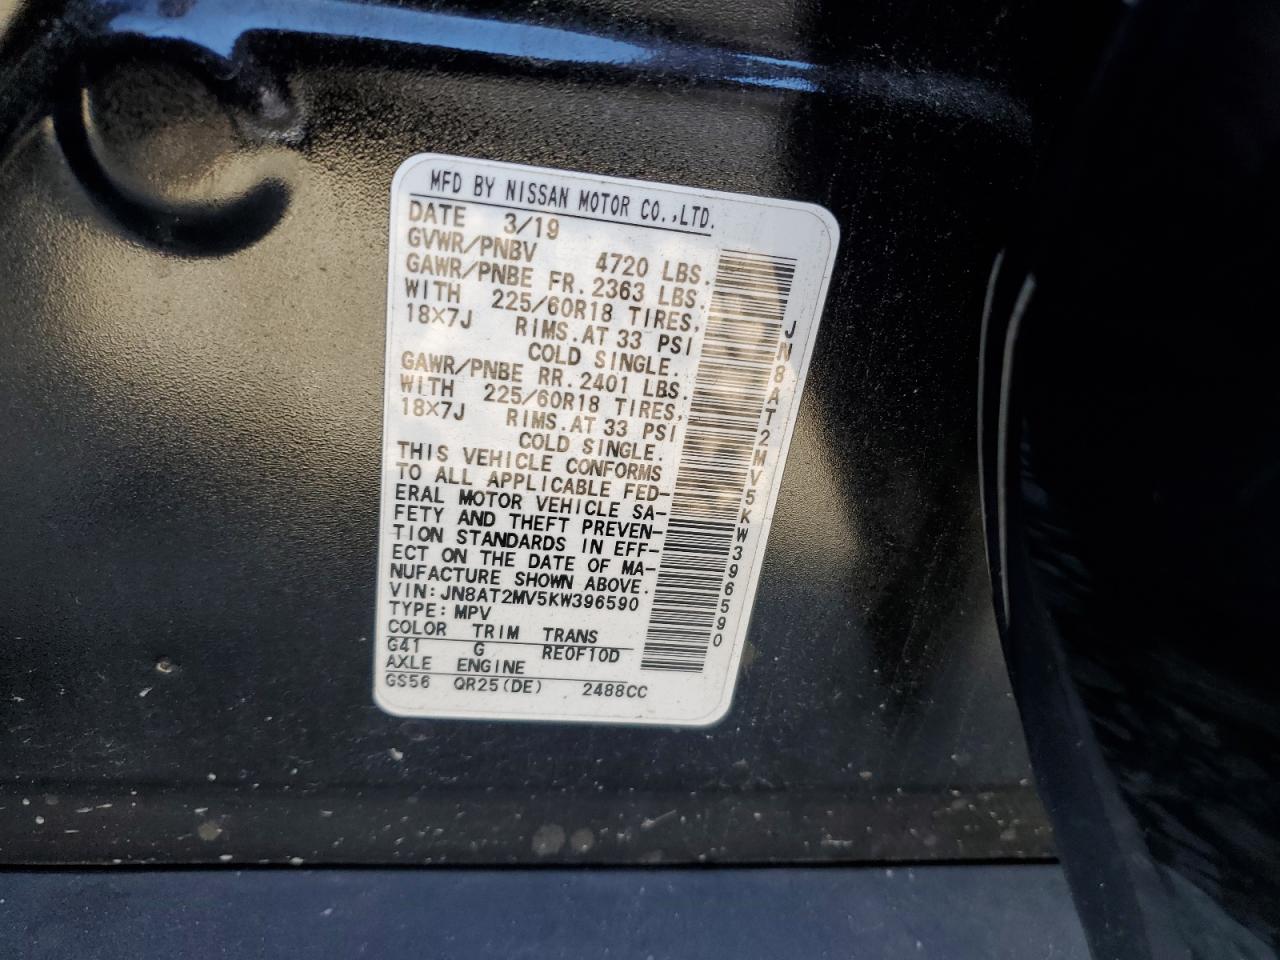 MFD BY NISSAN MOTOR CO.,LTD.
DATE 3/19
GVWR/PNBV 4720 LBS.
GAWR/PNBE FR. 2363 LBS.
WITH 225/60R18 TIRES,
18×7J RIMS.AT 33 PSI
COLD SINGLE.
GAWR/PNBE RR. 2401 LBS.
WITH 225/60R18 TIRES,
18×7J RIMS.AT 33 PSI
COLD SINGLE.
THIS VEHICLE CONFORMS
TO ALL APPLICABLE FED-
ERAL MOTOR VEHICLE SA-
FETY AND THEFT PREVEN-
TION STANDARDS IN EFF-
ECT ON THE DATE OF MA-
NUFACTURE SHOWN ABOVE.
VIN: JN8AT2MV5KW396590
TYPE: MPV
COLOR TRIM TRANS
G41 G RE0F10D
AXLE ENGINE
GS56 QR25(DE) 2488CC
JN8AT2MV5KW396590